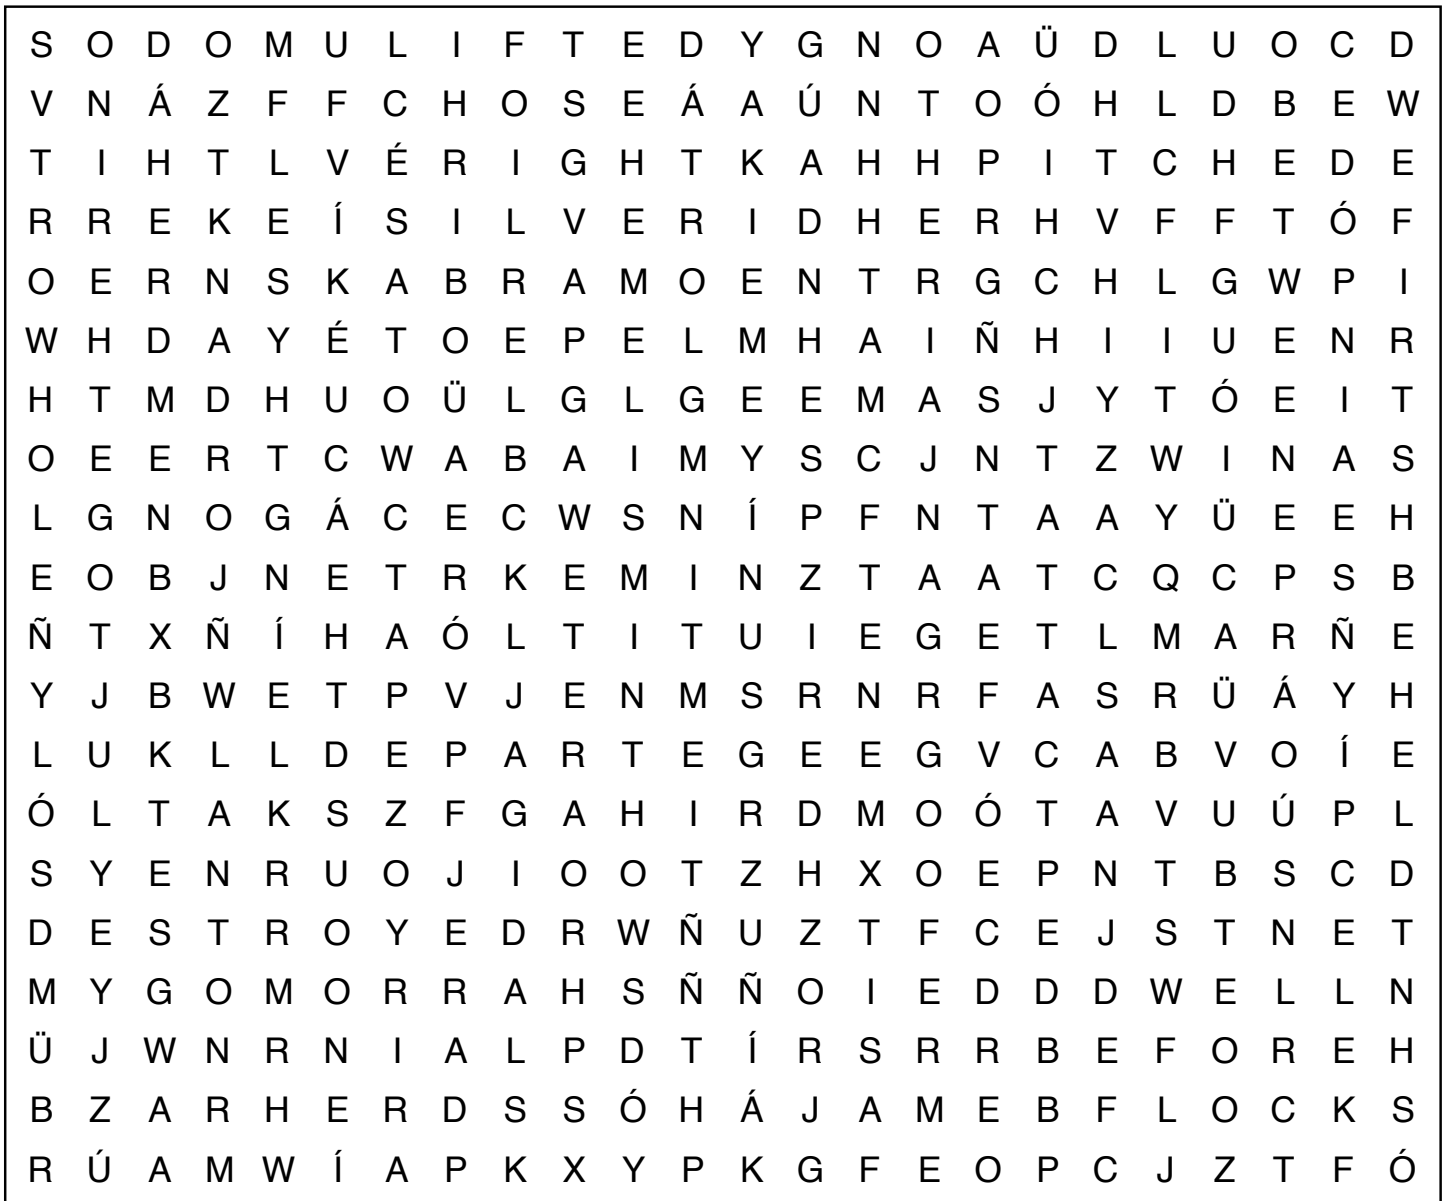 S O D O M U L I F T E D Y G N O A Ü D L U O C D
V N Á Z F F C H O S E Á A Ú N T O Ó H L D B E W
T I H T L V É R I G H T K A H H P I T C H E D E
R R E K E Í S I L V E R I D H E R H V F F T Ó F
O E R N S K A B R A M O E N T R G C H L G W P I
W H D A Y É T O E P E L M H A I Ñ H I I U E N R
H T M D H U O Ü L G L G E E M A S J Y T Ó E I T
O E E R T C W A B A I M Y S C J N T Z W I N A S
L G N O G Á C E C W S N Í P F N T A A Y Ü E E H
E O B J N E T R K E M I N Z T A A T C Q C P S B
Ñ T X Ñ Í H A Ó L T I T U I E G E T L M A R Ñ E
Y J B W E T P V J E N M S R N R F A S R Ü Á Y H
L U K L L D E P A R T E G E E G V C A B V O Í E
Ó L T A K S Z F G A H I R D M O Ó T A V U Ú P L
S Y E N R U O J I O O T Z H X O E P N T B S C D
D E S T R O Y E D R W Ñ U Z T F C E J S T N E T
M Y G O M O R R A H S Ñ Ñ O I E D D D W E L L N
Ü J W N R N I A L P D T Í R S R R B E F O R E H
B Z A R H E R D S S Ó H Á J A M E B F L O C K S
R Ú A M W Í A P K X Y P K G F E O P C J Z T F Ó